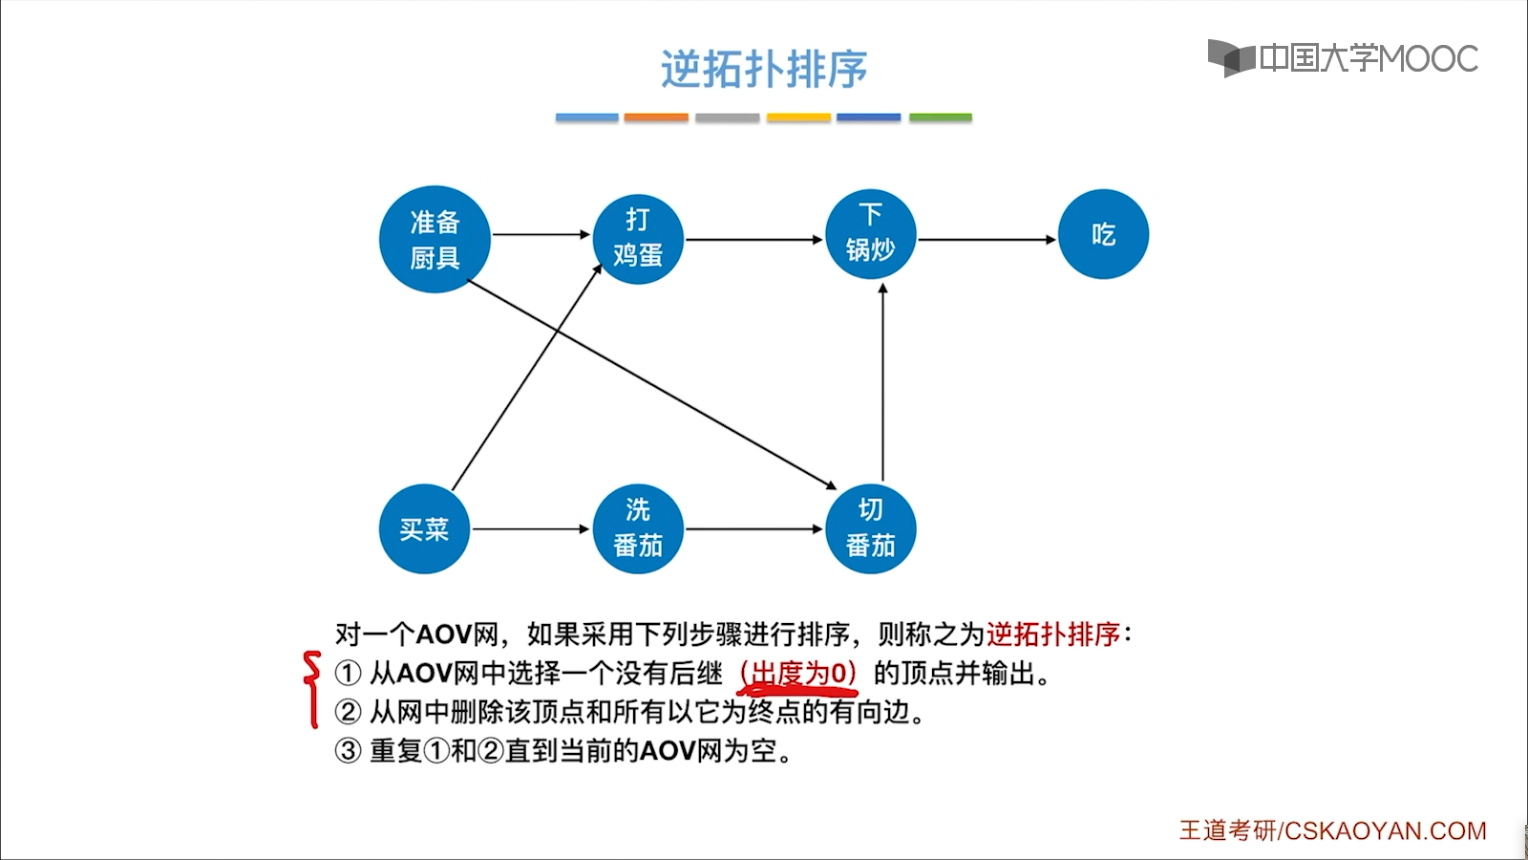 逆拓扑排序
中国大学MOOC
准备
厨具
打
鸡蛋
下
锅炒
吃
买菜
洗
番茄
切
番茄
对一个AOV网，如果采用下列步骤进行排序，则称之为逆拓扑排序：
① 从AOV网中选择一个没有后继（出度为0）的顶点并输出。
② 从网中删除该顶点和所有以它为终点的有向边。
③ 重复①和②直到当前的AOV网为空。
王道考研/CSKAOYAN.COM